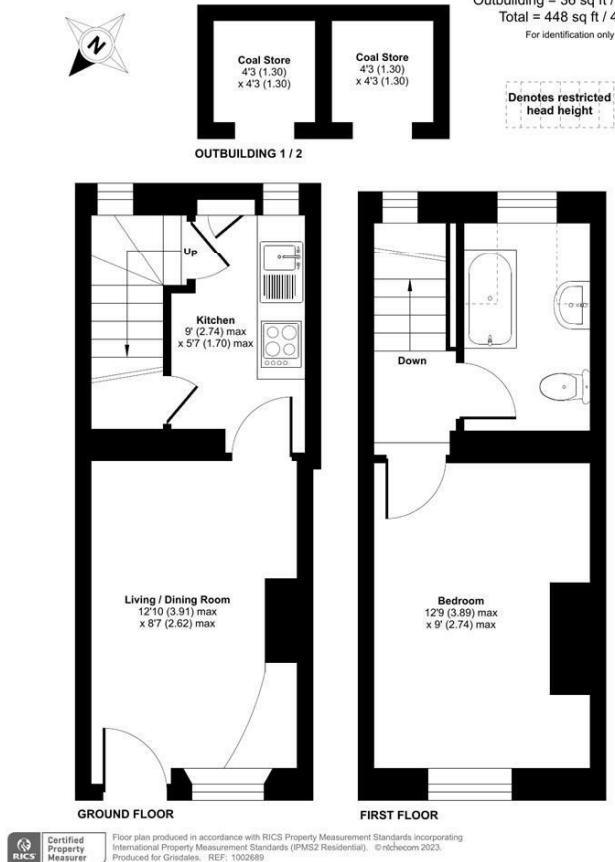 Outbuilding = 36 sq ft /
Total = 448 sq ft / 4
For identification only
N
Coal Store
4'3 (1.30)
x 4'3 (1.30)
Coal Store
4'3 (1.30)
x 4'3 (1.30)
Denotes restricted
head height
OUTBUILDING 1 / 2
Up
Kitchen
9' (2.74) max
x 5'7 (1.70) max
Down
Living / Dining Room
12'10 (3.91) max
x 8'7 (2.62) max
Bedroom
12'9 (3.89) max
x 9' (2.74) max
GROUND FLOOR
FIRST FLOOR
RICS
Certified
Property
Measurer
Floor plan produced in accordance with RICS Property Measurement Standards incorporating
International Property Measurement Standards (IPMS2 Residential). © ntchecom 2023.
Produced for Grisdales. REF: 1002689